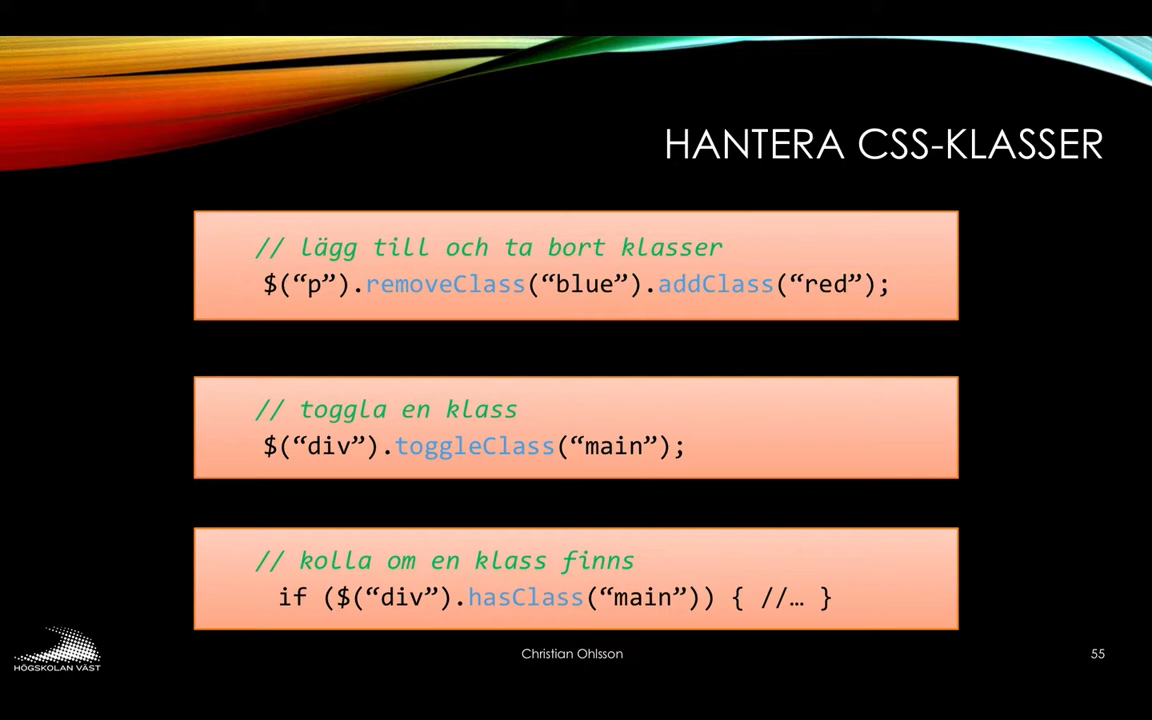 HANTERA CSS-KLASSER
// lägg till och ta bort klasser
$(“p”).removeClass(“blue”).addClass(“red”);
// toggla en klass
$(“div”).toggleClass(“main”);
// kolla om en klass finns
if ($(“div”).hasClass(“main”)) { //… }
HÖGSKOLAN VÄST
Christian Ohlsson
55